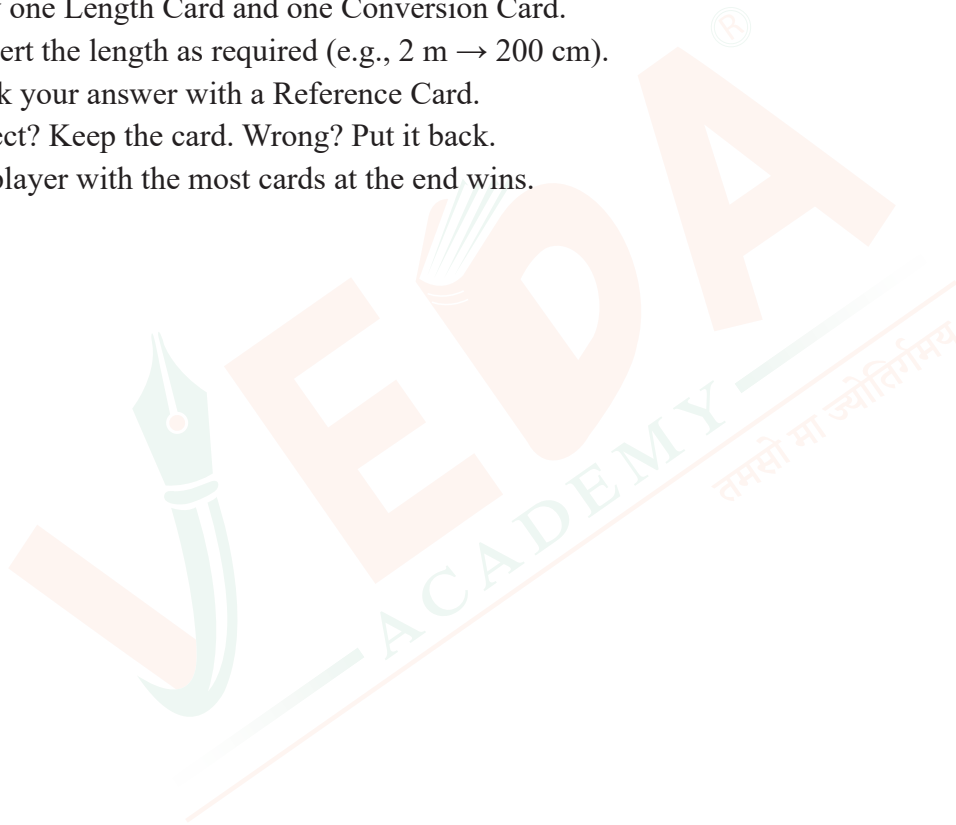 one Length Card and one Conversion Card.
ert the length as required (e.g., 2 m → 200 cm).
k your answer with a Reference Card.
ect? Keep the card. Wrong? Put it back.
player with the most cards at the end wins.
®
VEDA
ACADEMY
तमसो मा ज्योतिर्गमय